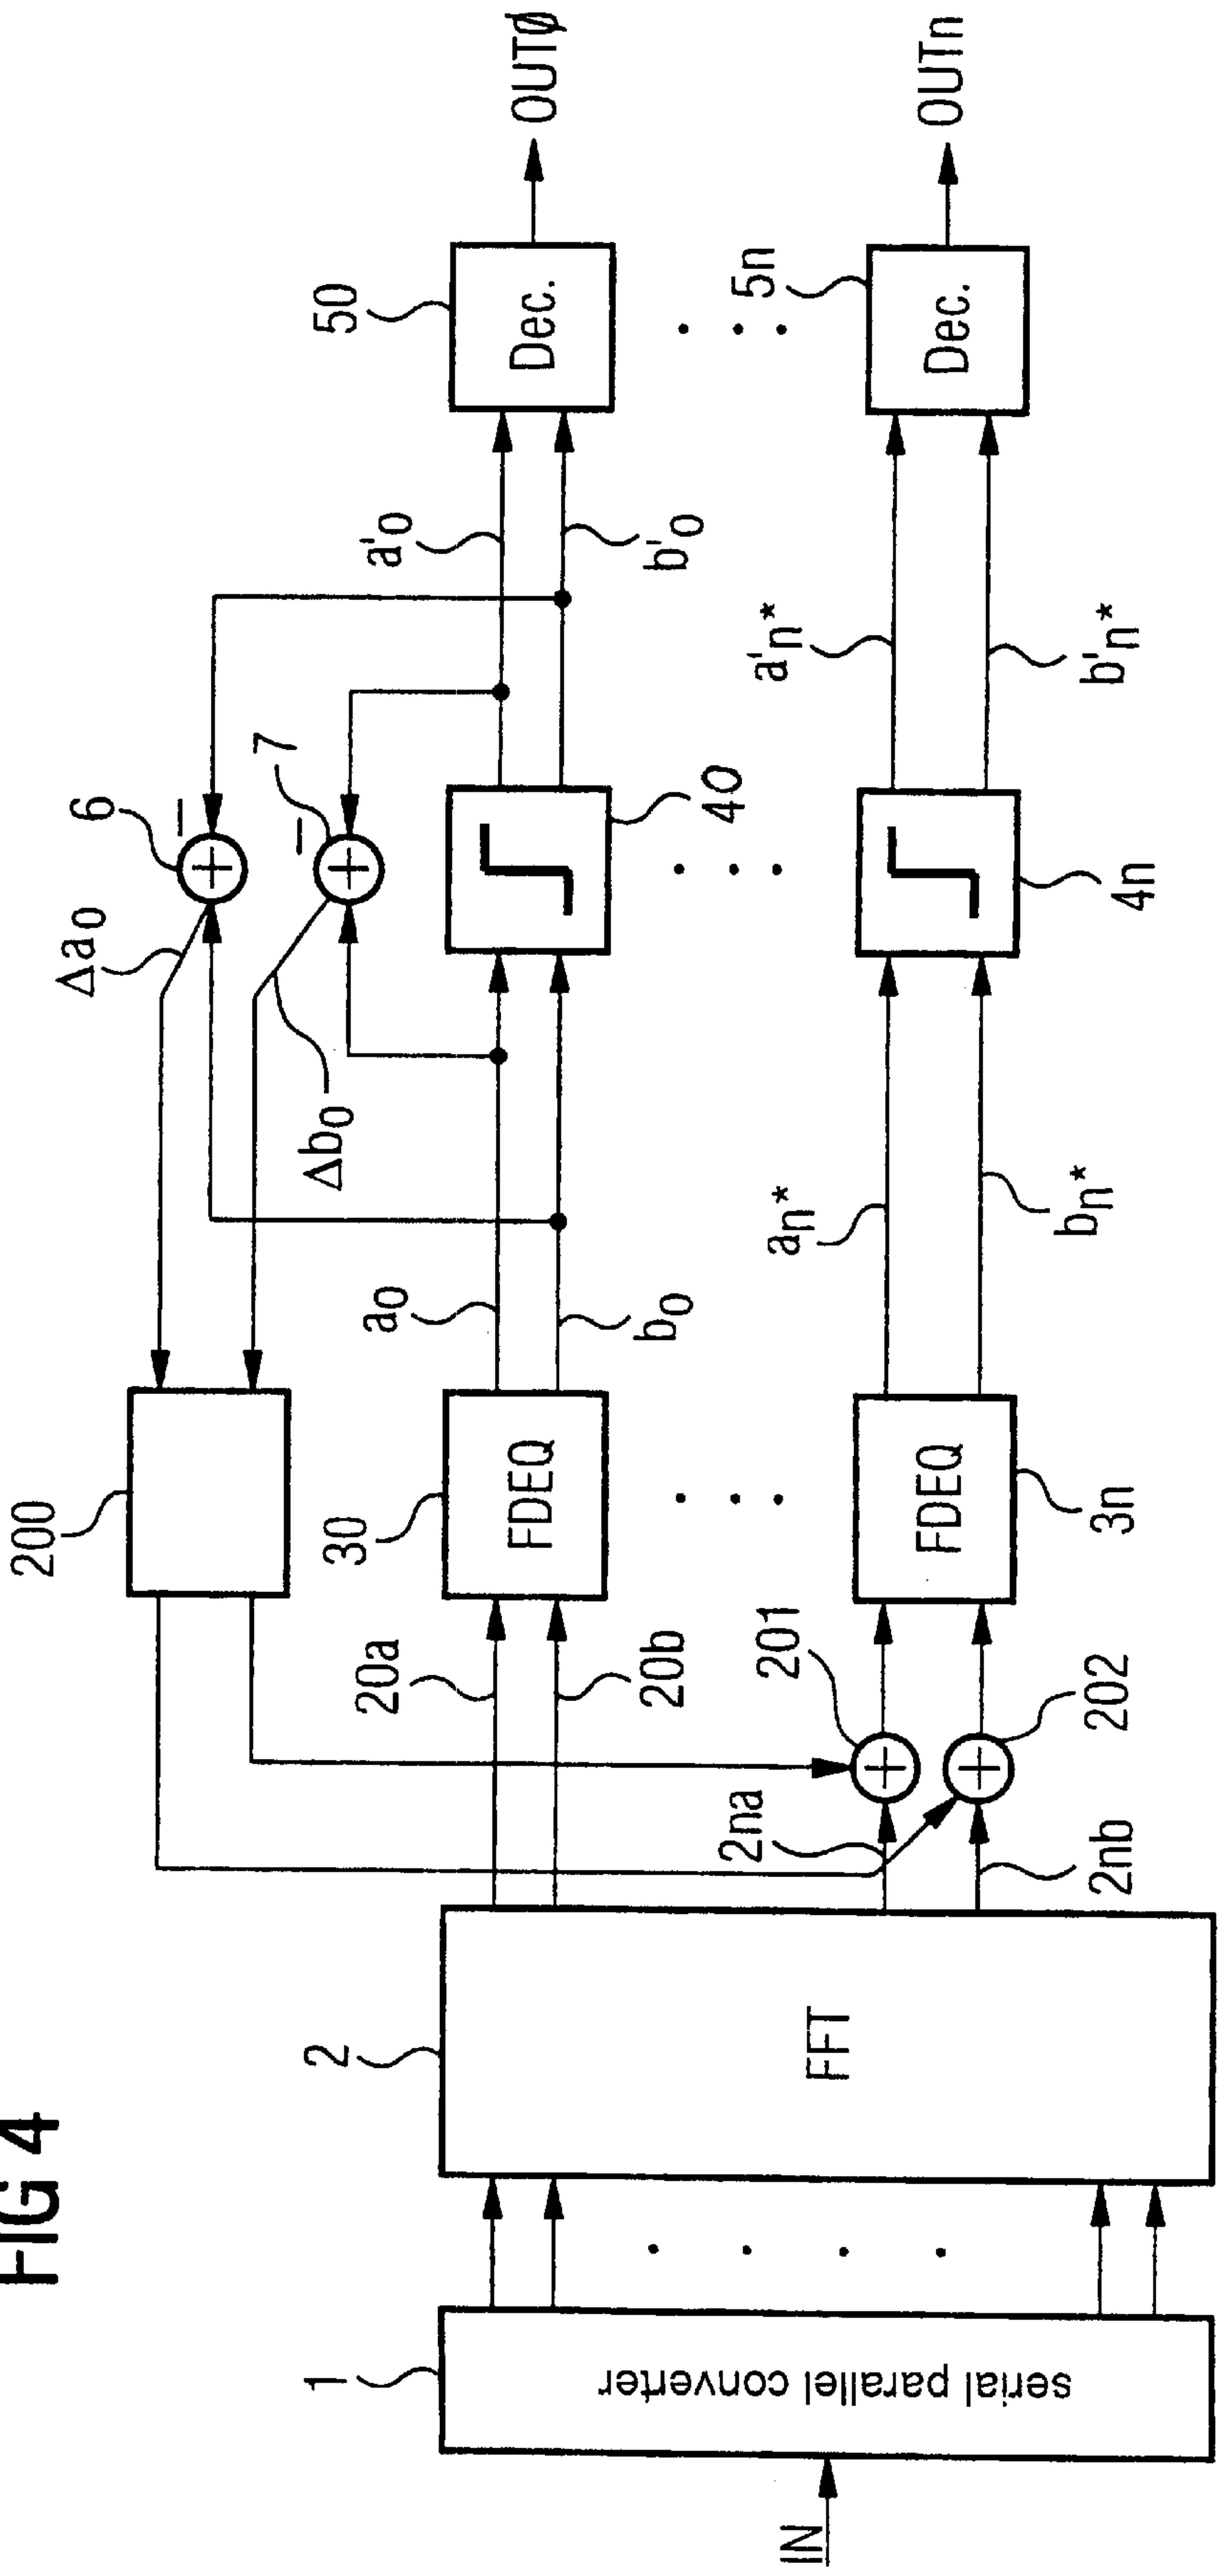 FIG 4
200
Δa₀
6
−
7
−
Δb₀
1
2
30
a₀
a'₀
50
20a
20b
b₀
40
b'₀
IN
serial parallel converter
FFT
FDEQ
Dec.
OUTØ
2na
201
aₙ*
a'ₙ*
5n
2nb
202
FDEQ
3n
bₙ*
4n
b'ₙ*
Dec.
OUTn